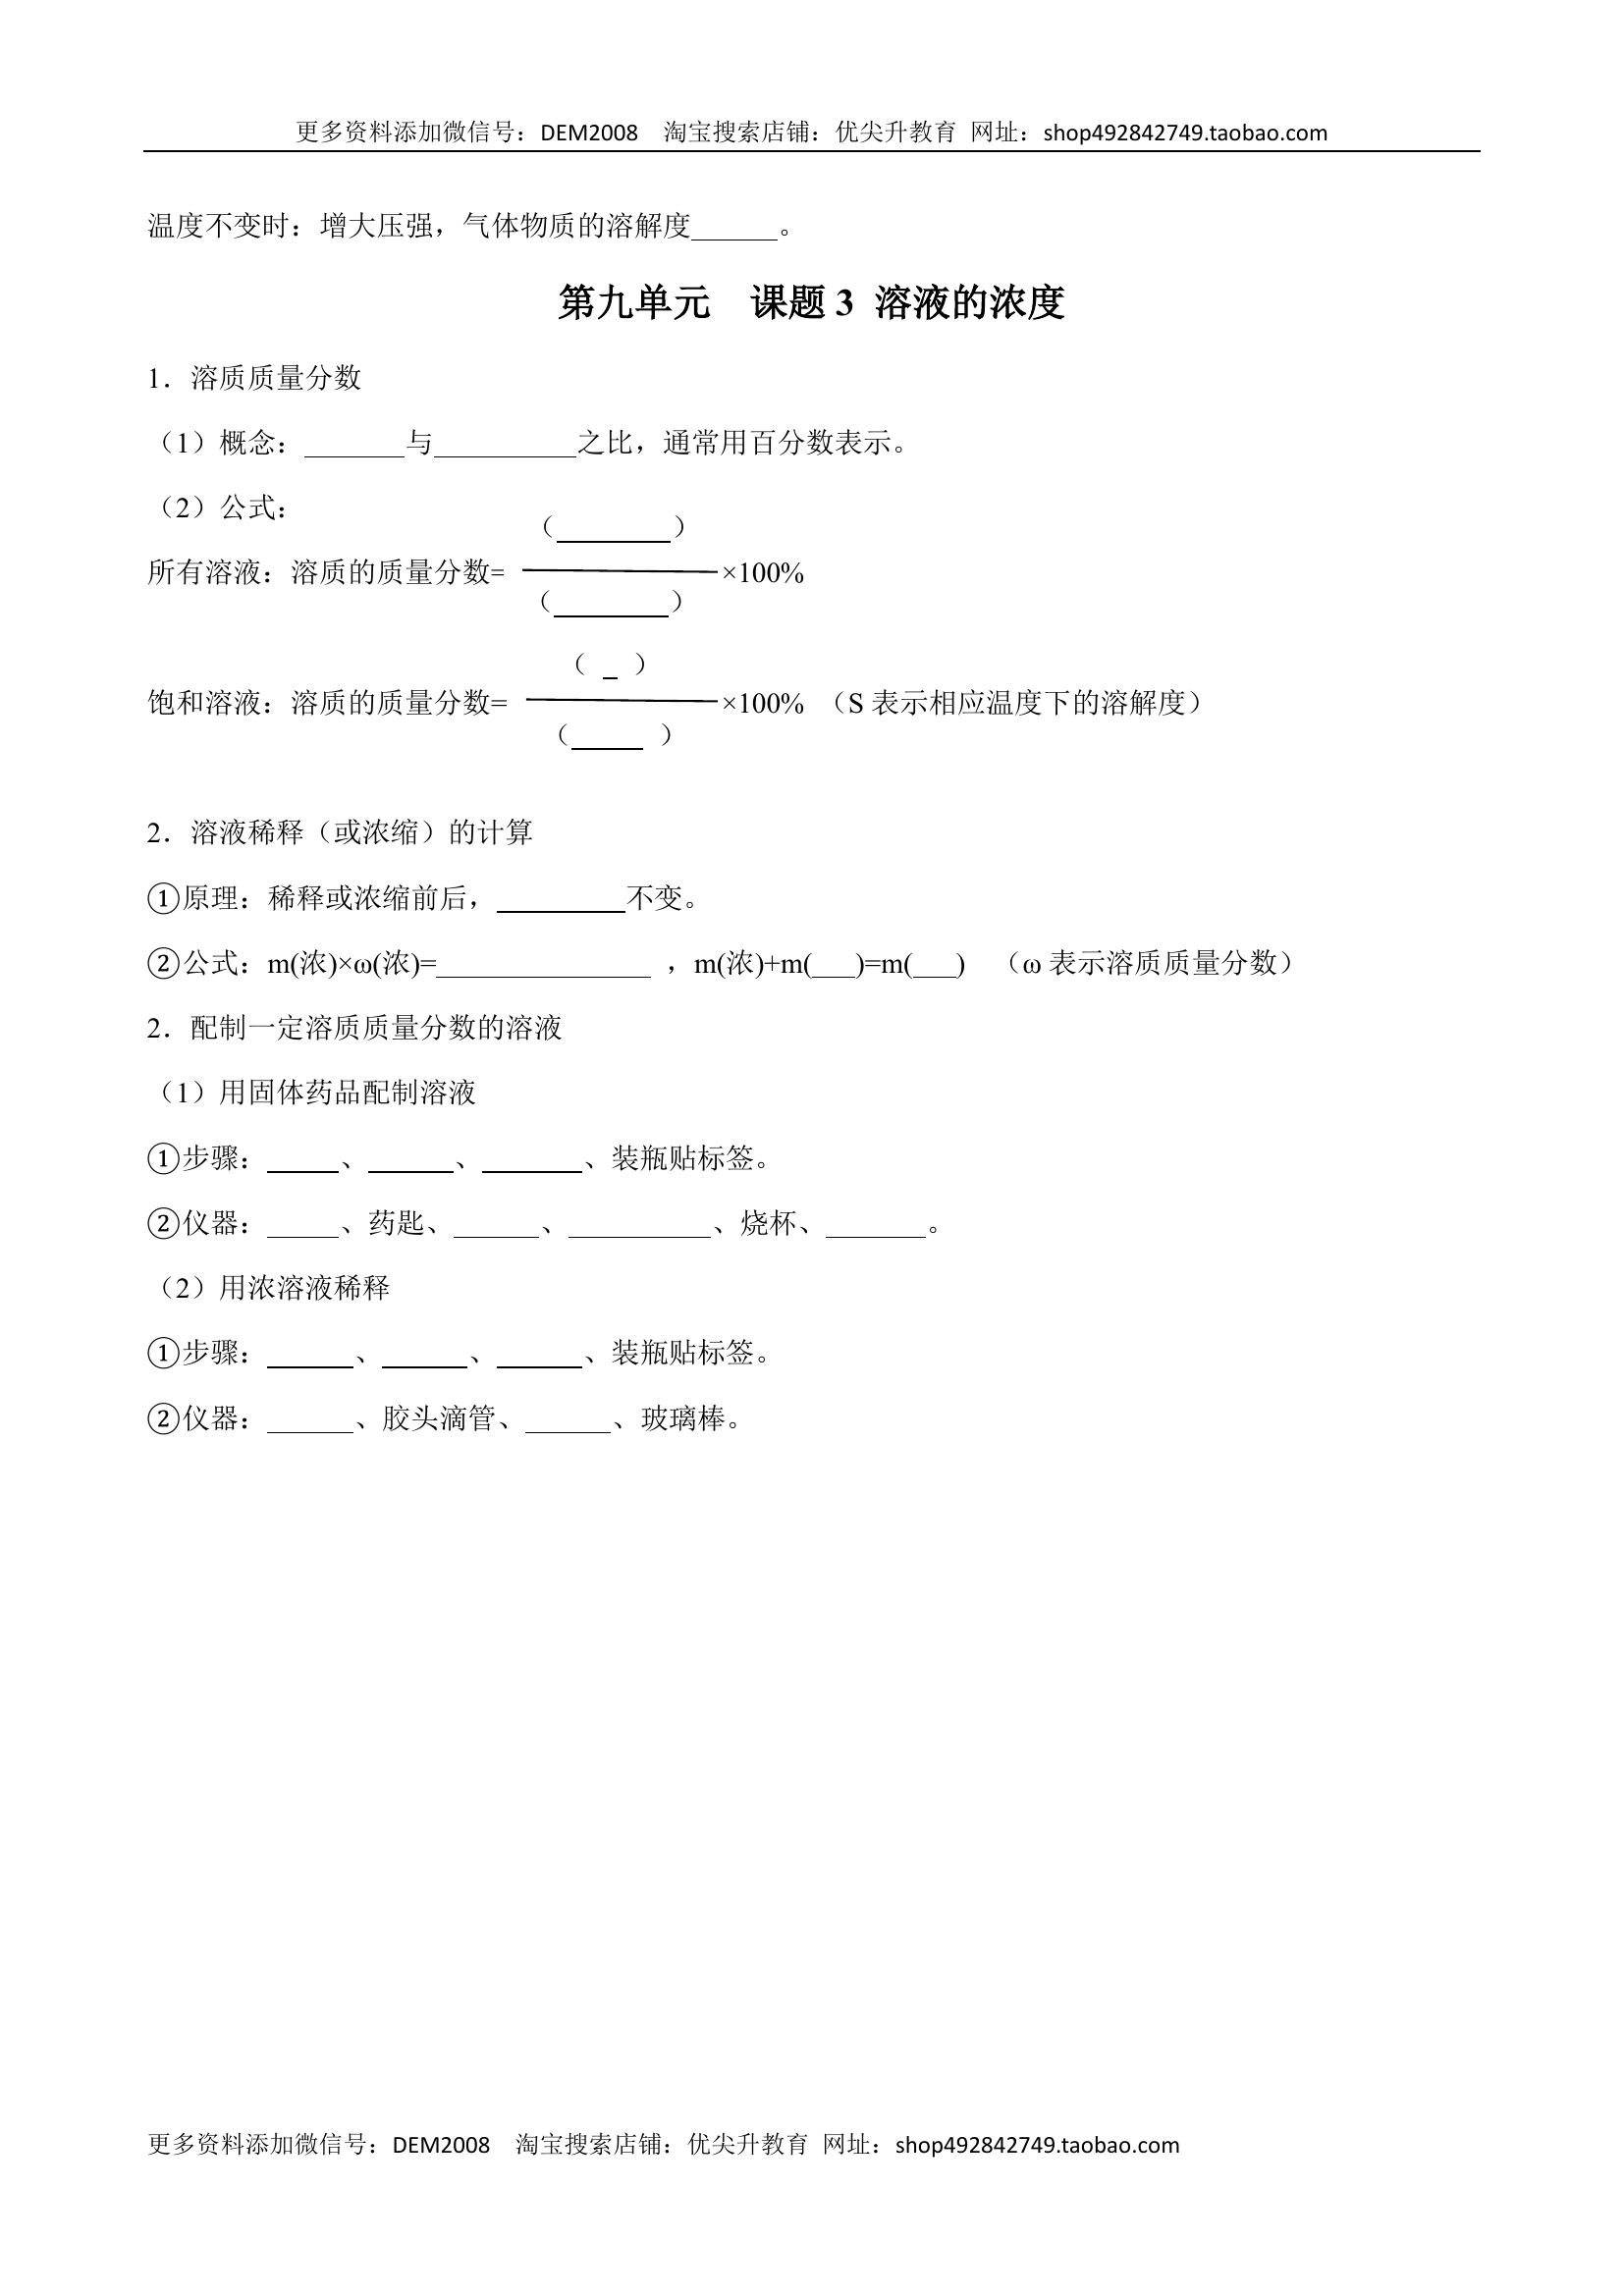 更多资料添加微信号：DEM2008 淘宝搜索店铺：优尖升教育 网址：shop492842749.taobao.com
温度不变时：增大压强，气体物质的溶解度______。
第九单元 课题 3 溶液的浓度
1．溶质质量分数
（1）概念：_______与__________之比，通常用百分数表示。
（2）公式：
（________）
所有溶液：溶质的质量分数= ×100%
（________）
（ _ ）
饱和溶液：溶质的质量分数= ×100% （S 表示相应温度下的溶解度）
（_____ ）
2．溶液稀释（或浓缩）的计算
①原理：稀释或浓缩前后，_________不变。
②公式：m(浓)×ω(浓)=_______________ ，m(浓)+m(___)=m(___) （ω 表示溶质质量分数）
2．配制一定溶质质量分数的溶液
（1）用固体药品配制溶液
①步骤：_____、______、_______、装瓶贴标签。
②仪器：_____、药匙、______、__________、烧杯、_______。
（2）用浓溶液稀释
①步骤：______、______、______、装瓶贴标签。
②仪器：______、胶头滴管、______、玻璃棒。
更多资料添加微信号：DEM2008 淘宝搜索店铺：优尖升教育 网址：shop492842749.taobao.com